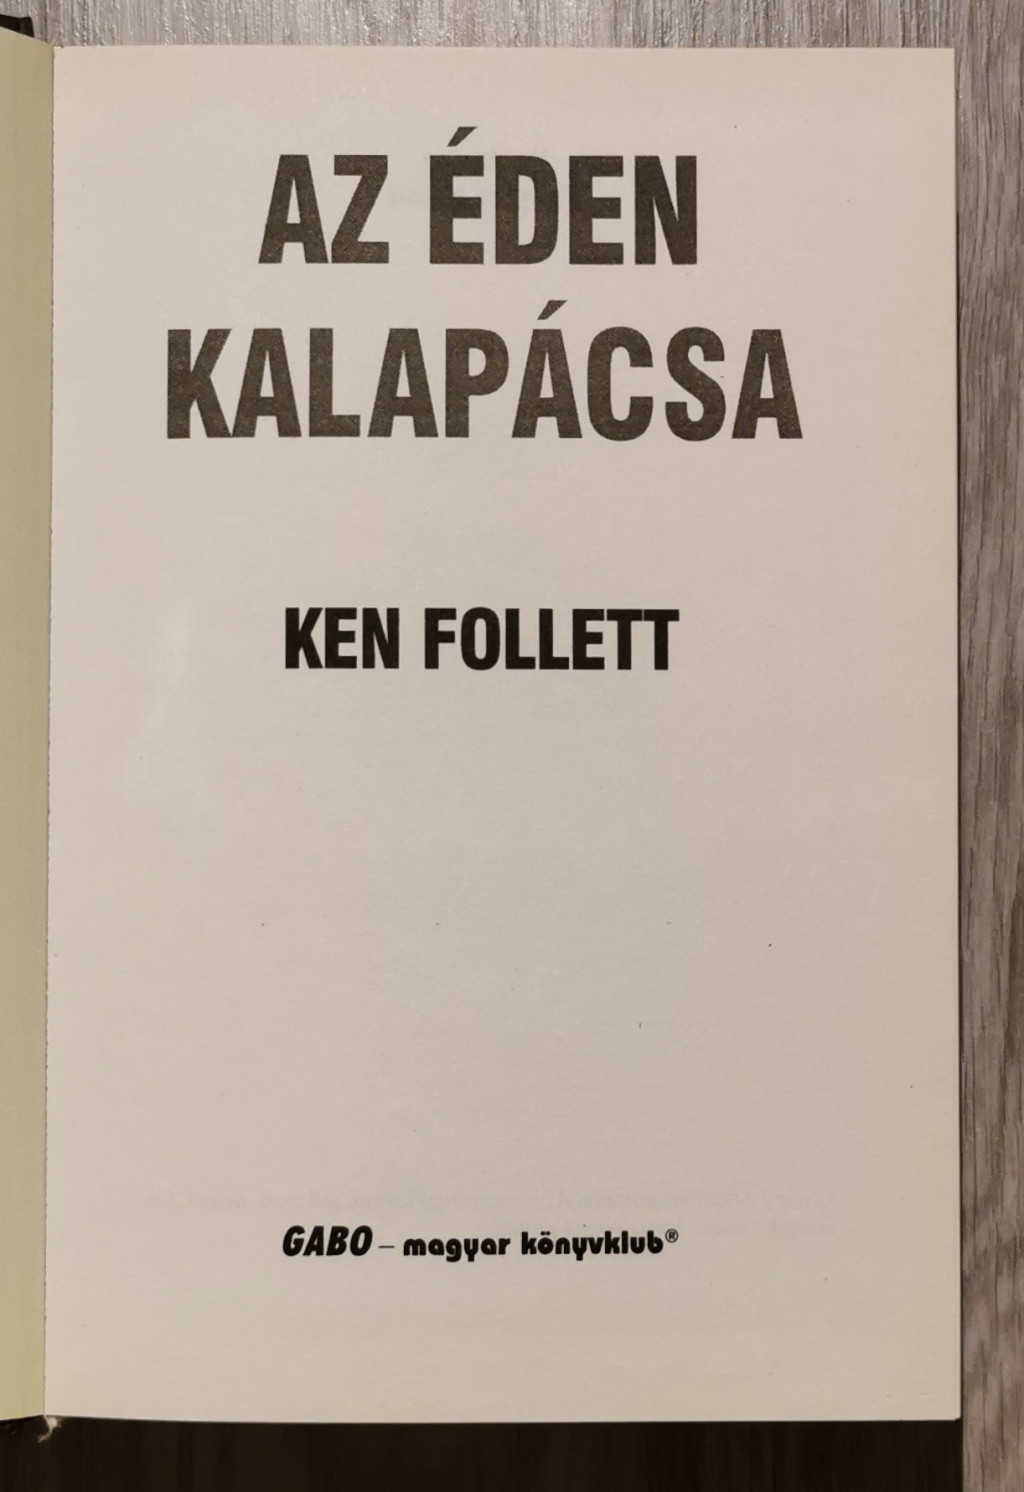 AZ ÉDEN
KALAPÁCSA
KEN FOLLETT
GABO – magyar könyvklub®